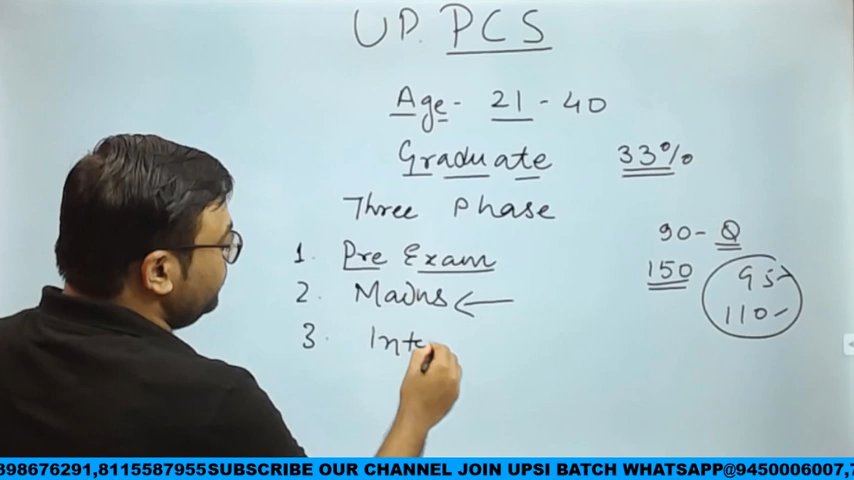 UP. PCS
Age - 21 - 40
Graduate 33%
Three Phase
90 - Q
1. Pre Exam
150
95-
2. Mains
110-
3. Inte
398676291,8115587955SUBSCRIBE OUR CHANNEL JOIN UPSI BATCH WHATSAPP@9450006007,7